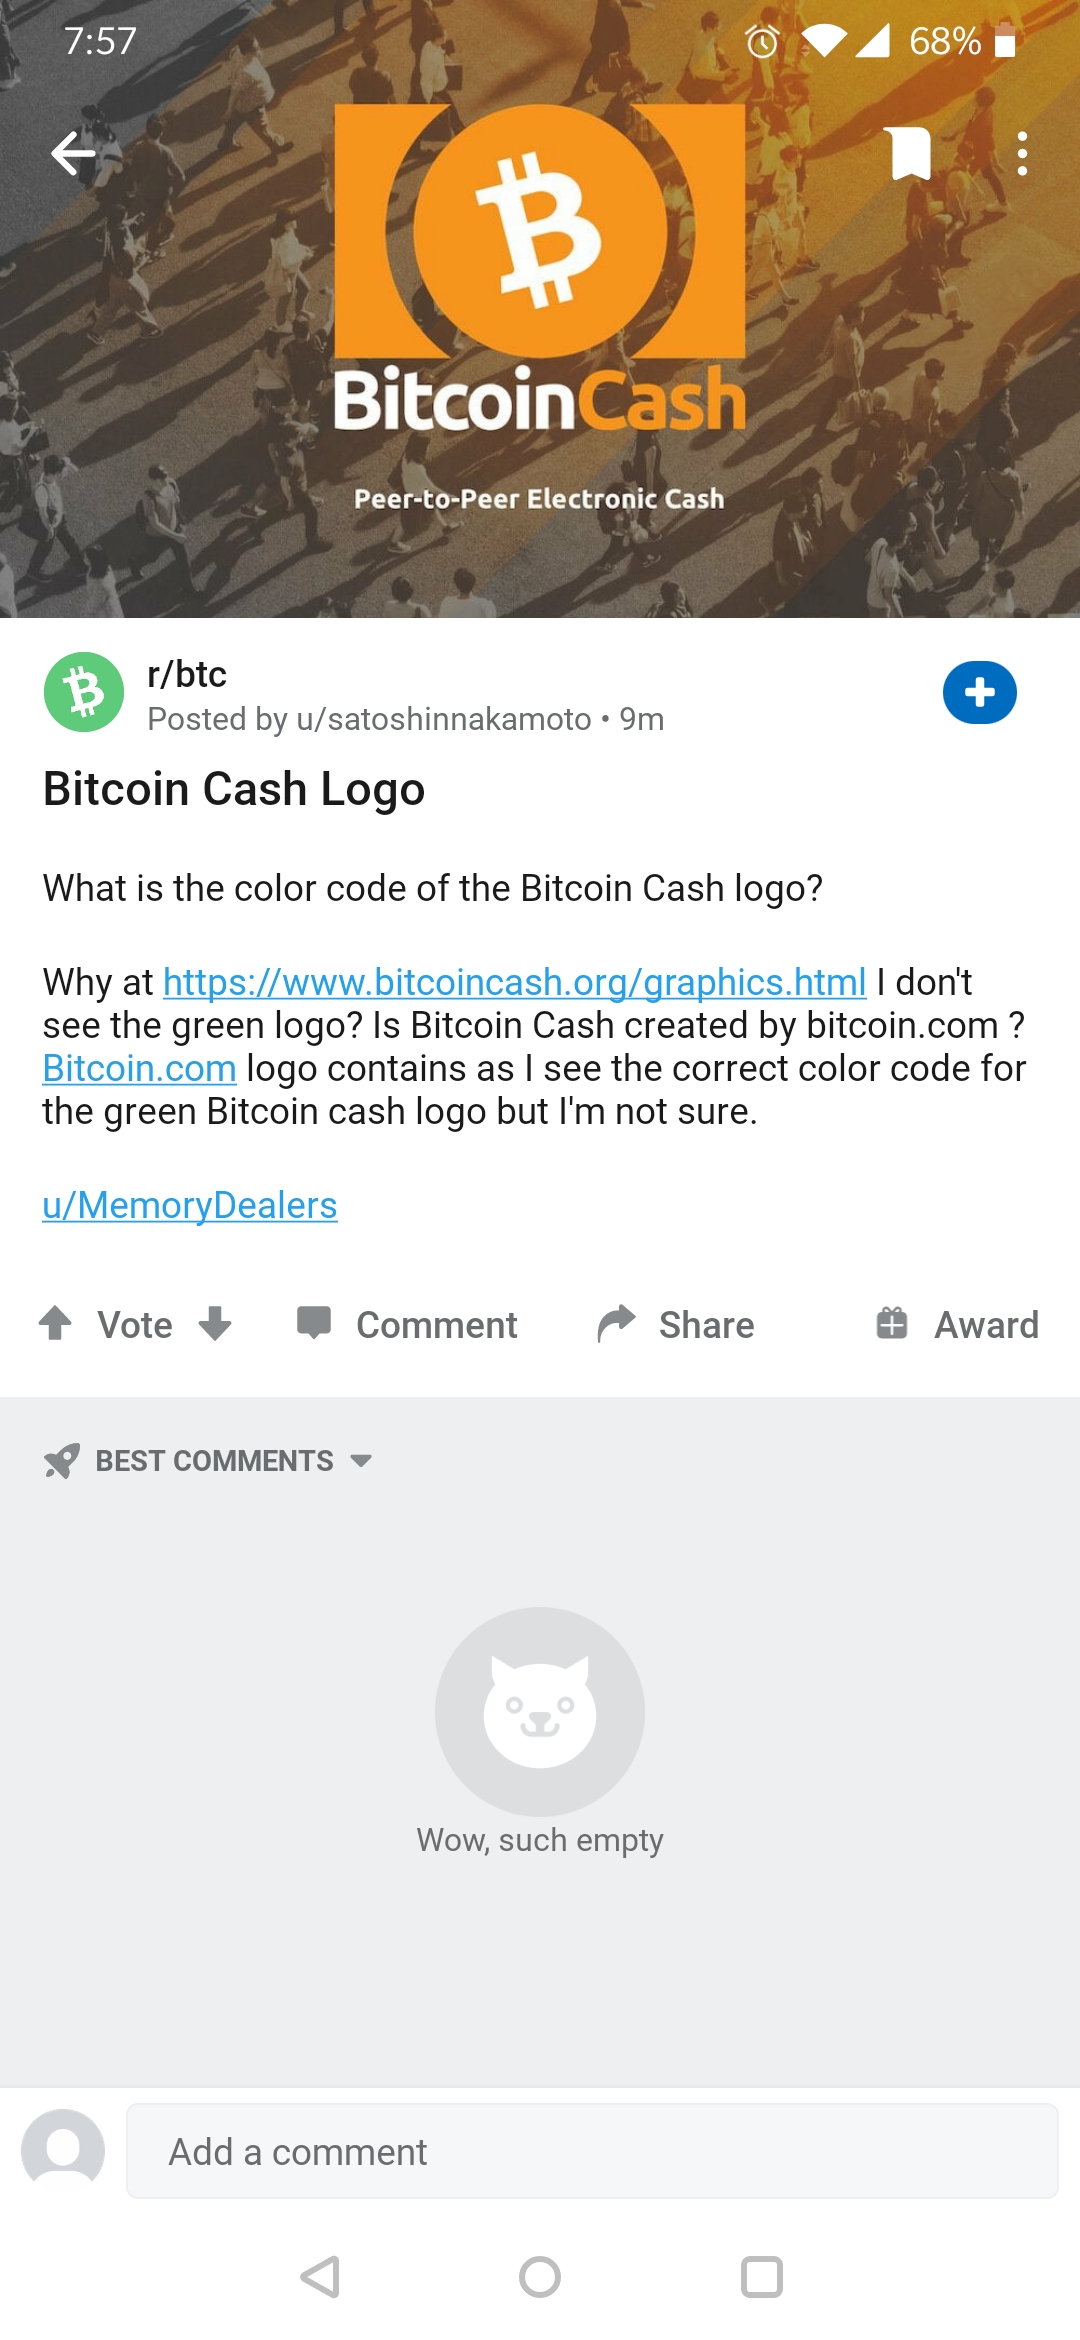 7:57
68%
BitcoinCash
Peer-to-Peer Electronic Cash
r/btc
Posted by u/satoshinnakamoto • 9m
Bitcoin Cash Logo
What is the color code of the Bitcoin Cash logo?
Why at https://www.bitcoincash.org/graphics.html I don't
see the green logo? Is Bitcoin Cash created by bitcoin.com ?
Bitcoin.com logo contains as I see the correct color code for
the green Bitcoin cash logo but I'm not sure.
u/MemoryDealers
Vote Comment Share Award
BEST COMMENTS
Wow, such empty
Add a comment